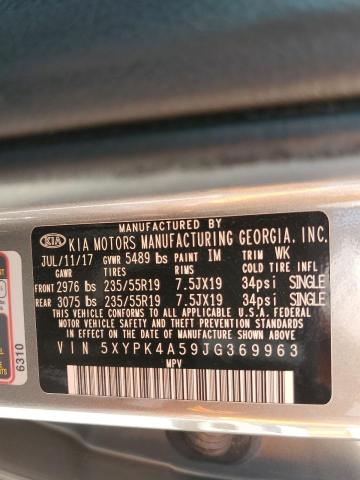 MANUFACTURED BY
KIA KIA MOTORS MANUFACTURING GEORGIA, INC.
JUL/11/17 GVWR 5489 lbs PAINT IM TRIM WK
GAWR TIRES RIMS COLD TIRE INFL
FRONT 2976 lbs 235/55R19 7.5JX19 34psi SINGLE
REAR 3075 lbs 235/55R19 7.5JX19 34psi SINGLE
THIS VEHICLE CONFORMS TO ALL APPLICABLE U.S.A. FEDERAL
MOTOR VEHICLE SAFETY AND BUMPER AND THEFT PREVENTION STANDARDS
IN EFFECT ON THE DATE OF MANUFACTURE SHOWN ABOVE.
VIN 5XYPK4A59JG369963
MPV
6310